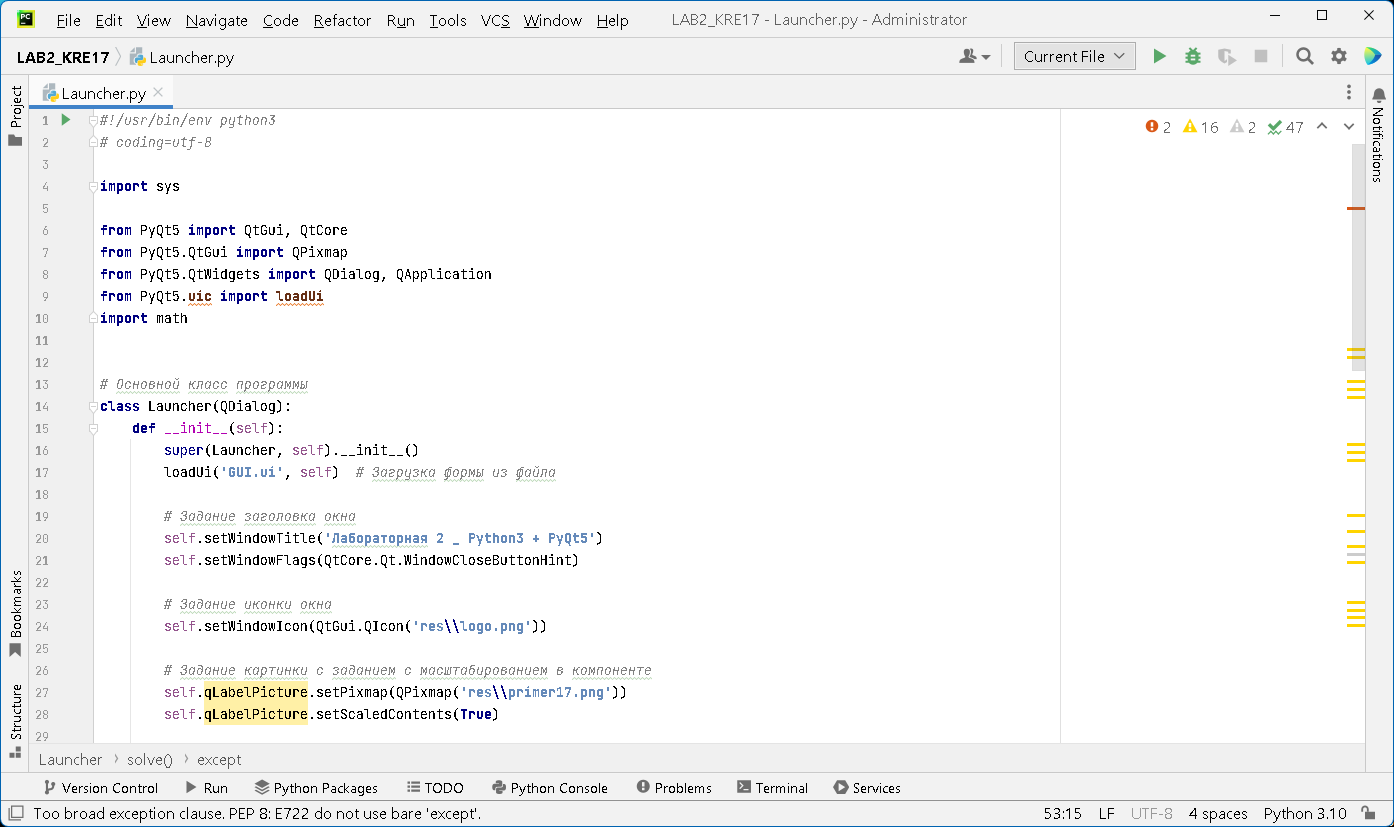 File Edit View Navigate Code Refactor Run Tools VCS Window Help LAB2_KRE17 - Launcher.py - Administrator
LAB2_KRE17 Launcher.py Current File
Project
Launcher.py
2 16 2 47
Notifications
1 #!/usr/bin/env python3
2 # coding=utf-8
3
4 import sys
5
6 from PyQt5 import QtGui, QtCore
7 from PyQt5.QtGui import QPixmap
8 from PyQt5.QtWidgets import QDialog, QApplication
9 from PyQt5.uic import loadUi
10 import math
11
12
13 # Основной класс программы
14 class Launcher(QDialog):
15 def __init__(self):
16 super(Launcher, self).__init__()
17 loadUi('GUI.ui', self) # Загрузка формы из файла
18
19 # Задание заголовка окна
20 self.setWindowTitle('Лабораторная 2 _ Python3 + PyQt5')
21 self.setWindowFlags(QtCore.Qt.WindowCloseButtonHint)
22
23 # Задание иконки окна
24 self.setWindowIcon(QtGui.QIcon('res\\logo.png'))
25
26 # Задание картинки с заданием с масштабированием в компоненте
27 self.qLabelPicture.setPixmap(QPixmap('res\\primer17.png'))
28 self.qLabelPicture.setScaledContents(True)
29
Bookmarks
Structure
Launcher solve() except
Version Control Run Python Packages TODO Python Console Problems Terminal Services
Too broad exception clause. PEP 8: E722 do not use bare 'except'. 53:15 LF UTF-8 4 spaces Python 3.10